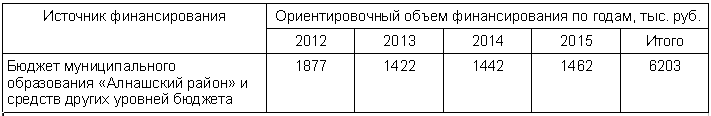 Источник финансирования Ориентировочный объем финансирования по годам, тыс. руб.
2012 2013 2014 2015 Итого
Бюджет муниципального 1877 1422 1442 1462 6203
образования «Алнашский район» и
средств других уровней бюджета